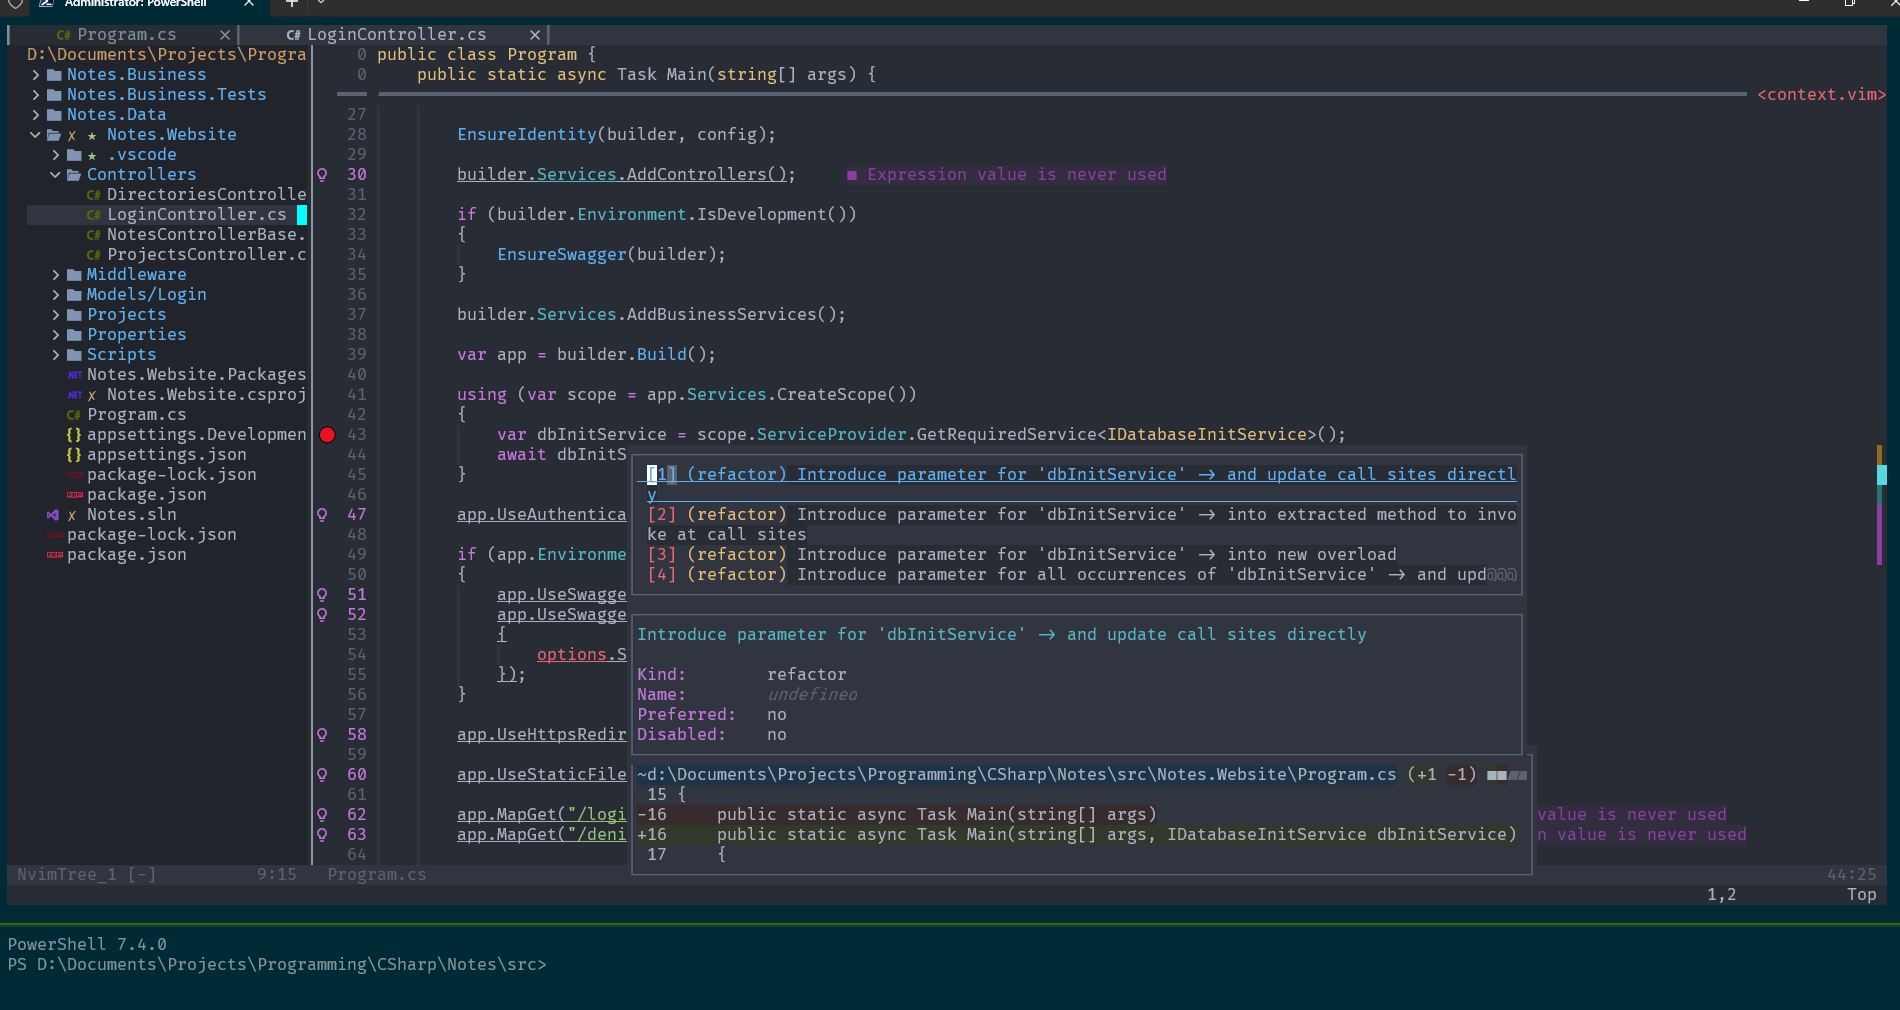 Administrator: PowerShell
C# Program.cs × C# LoginController.cs ×
D:\Documents\Projects\Progra
Notes.Business
Notes.Business.Tests
Notes.Data
x ★ Notes.Website
★ .vscode
Controllers
C# DirectoriesControlle
C# LoginController.cs
C# NotesControllerBase.
C# ProjectsController.c
Middleware
Models/Login
Projects
Properties
Scripts
.NET Notes.Website.Packages
.NET x Notes.Website.csproj
C# Program.cs
{} appsettings.Developmen
{} appsettings.json
package-lock.json
package.json
x Notes.sln
package-lock.json
package.json
0 public class Program {
0 public static async Task Main(string[] args) {
<context.vim>
27
28 EnsureIdentity(builder, config);
29
30 builder.Services.AddControllers(); ■ Expression value is never used
31
32 if (builder.Environment.IsDevelopment())
33 {
34 EnsureSwagger(builder);
35 }
36
37 builder.Services.AddBusinessServices();
38
39 var app = builder.Build();
40
41 using (var scope = app.Services.CreateScope())
42 {
43 var dbInitService = scope.ServiceProvider.GetRequiredService<IDatabaseInitService>();
44 await dbInitS
45 }
46
47 app.UseAuthentica
48
49 if (app.Environme
50 {
51 app.UseSwagge
52 app.UseSwagge
53 {
54 options.S
55 });
56 }
57
58 app.UseHttpsRedir
59
60 app.UseStaticFile
61
62 app.MapGet("/logi
63 app.MapGet("/deni
64
[1] (refactor) Introduce parameter for 'dbInitService' → and update call sites directl
y
[2] (refactor) Introduce parameter for 'dbInitService' → into extracted method to invo
ke at call sites
[3] (refactor) Introduce parameter for 'dbInitService' → into new overload
[4] (refactor) Introduce parameter for all occurrences of 'dbInitService' → and upd@@@
Introduce parameter for 'dbInitService' → and update call sites directly
Kind: refactor
Name: undefined
Preferred: no
Disabled: no
~d:\Documents\Projects\Programming\CSharp\Notes\src\Notes.Website\Program.cs (+1 -1)
15 {
-16 public static async Task Main(string[] args)
+16 public static async Task Main(string[] args, IDatabaseInitService dbInitService)
17 {
value is never used
n value is never used
NvimTree_1 [-] 9:15 Program.cs 44:25
1,2 Top
PowerShell 7.4.0
PS D:\Documents\Projects\Programming\CSharp\Notes\src>